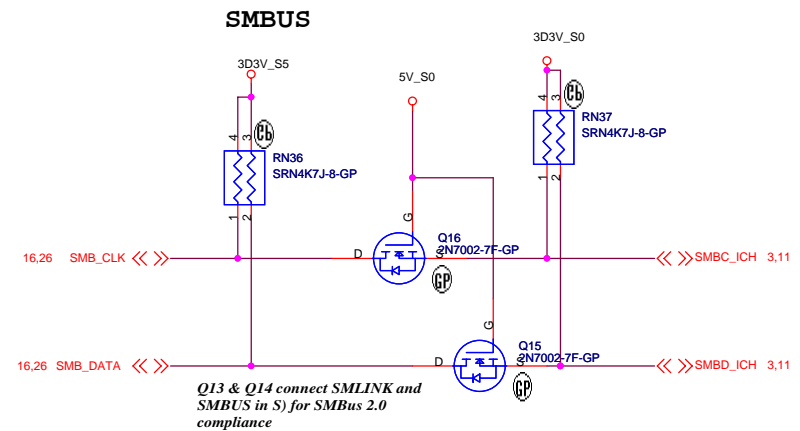 SMBUS
3D3V_S5
5V_S0
3D3V_S0
4 3
RN36
SRN4K7J-8-GP
1 2
4 3
RN37
SRN4K7J-8-GP
1 2
G
Q16
2N7002-7F-GP
16,26 SMB_CLK
D
S
GP
SMBC_ICH 3,11
G
Q15
2N7002-7F-GP
16,26 SMB_DATA
D
S
GP
SMBD_ICH 3,11
Q13 & Q14 connect SMLINK and
SMBUS in S) for SMBus 2.0
compliance